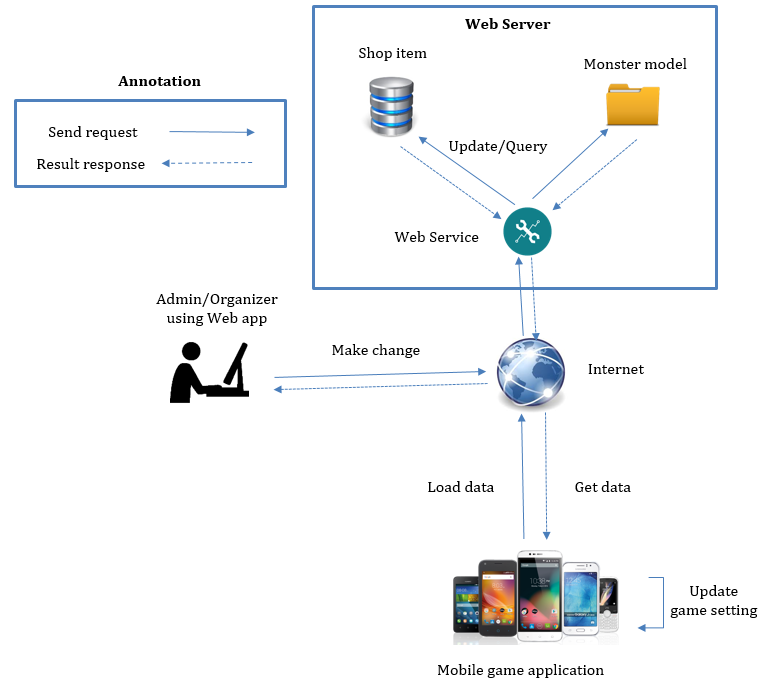 Web Server
Shop item
Monster model
Annotation
Send request
Result response
Update/Query
Web Service
Admin/Organizer
using Web app
Make change
Internet
Load data
Get data
Update
game setting
Mobile game application